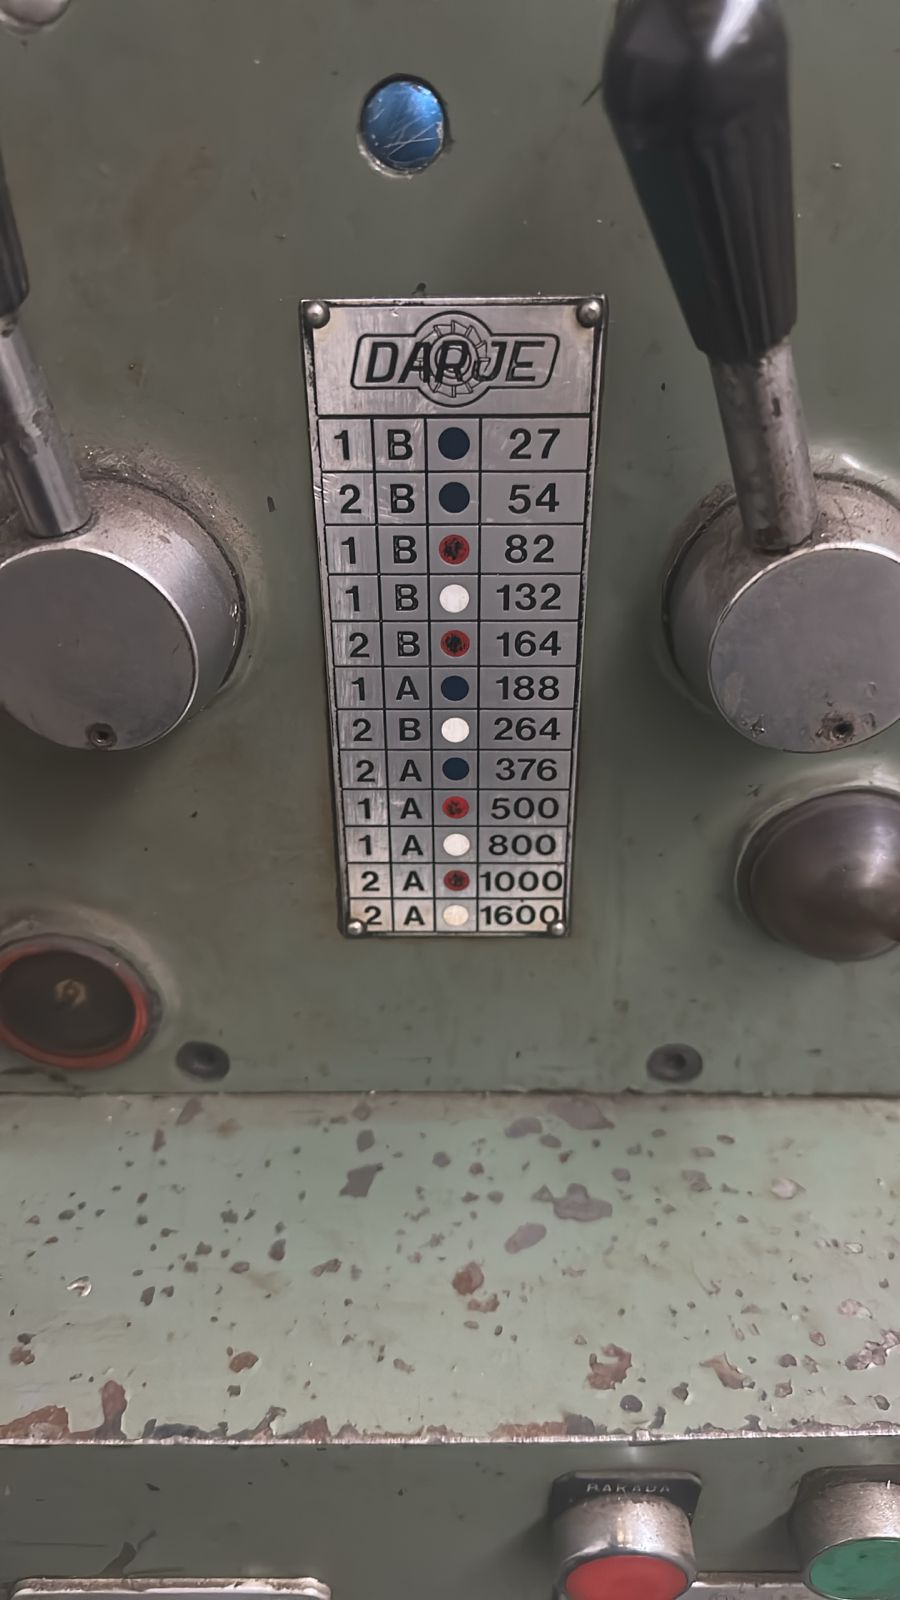 DARJE
1 B 27
2 B 54
1 B 82
1 B 132
2 B 164
1 A 188
2 B 264
2 A 376
1 A 500
1 A 800
2 A 1000
2 A 1600